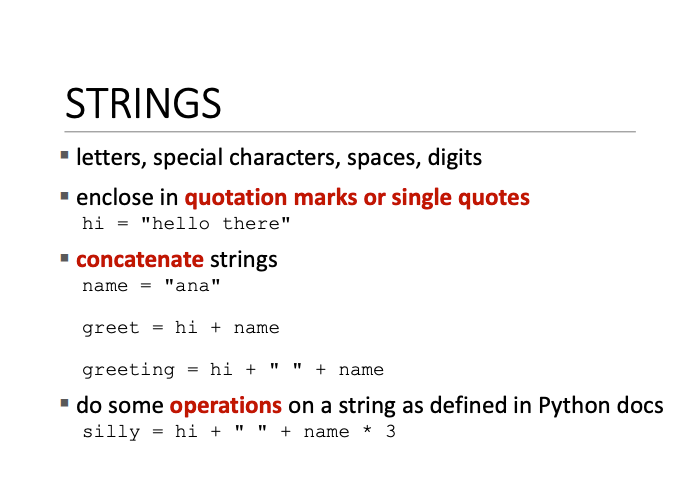 STRINGS
▪ letters, special characters, spaces, digits
▪ enclose in quotation marks or single quotes
hi = "hello there"
▪ concatenate strings
name = "ana"
greet = hi + name
greeting = hi + " " + name
▪ do some operations on a string as defined in Python docs
silly = hi + " " + name * 3